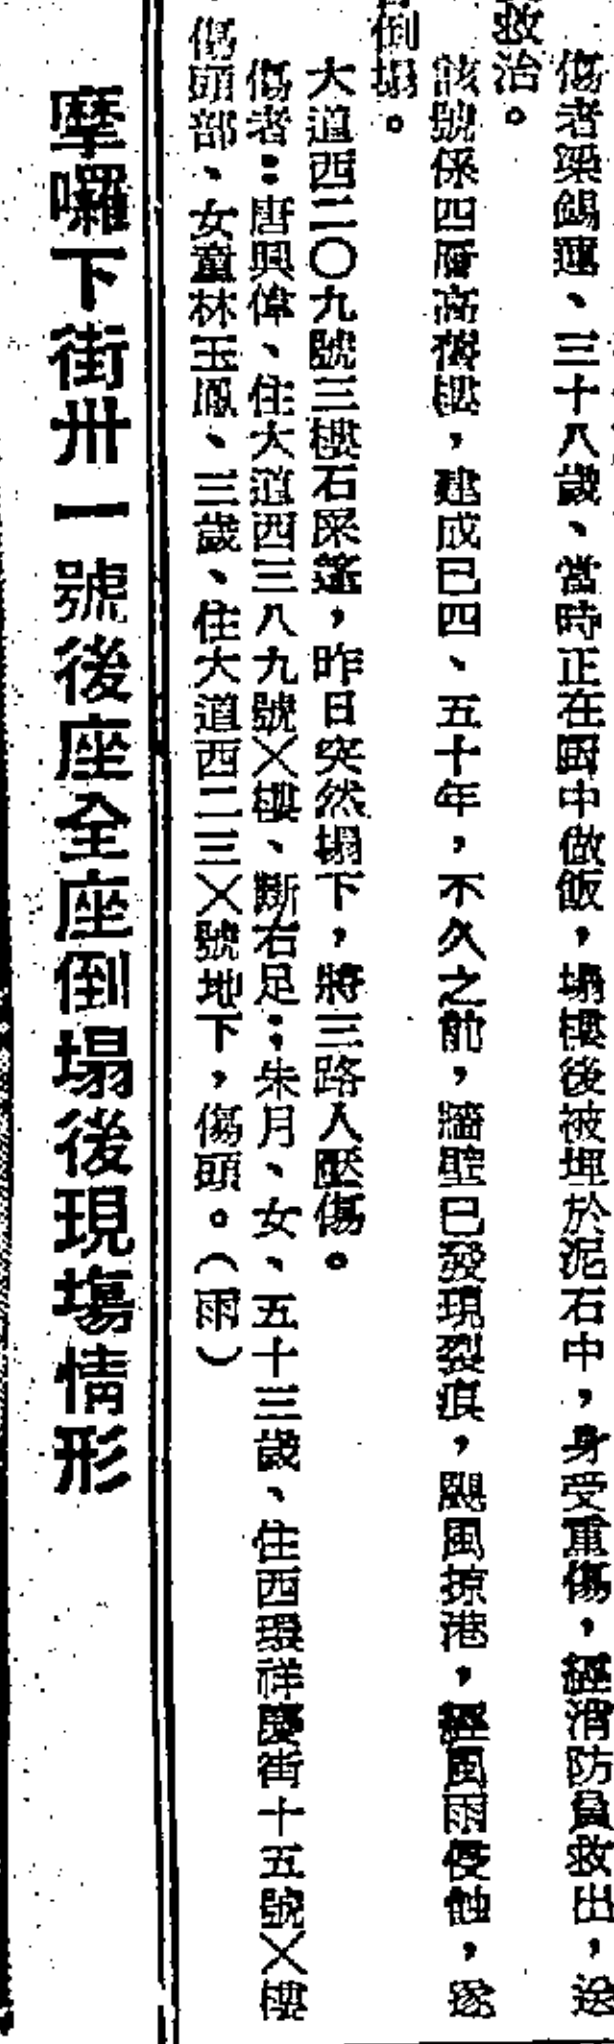 傷者梁錫運、三十八歲、當時正在廚中做飯，塌樓後被埋於泥石中，身受重傷，經消防員救出，送
救治。
該號係四層高舊樓，建成已四、五十年，不久之前，牆壁已發現裂痕，颶風掠港，經風雨侵蝕，遂
倒塌。
大道西二〇九號三樓石屎簷，昨日突然塌下，將三路人壓傷。
傷者：唐興偉、住大道西三八九號×樓、斷右足；朱月、女、五十三歲、住西環祥慶街十五號×樓
傷頭部、女童林玉鳳、三歲、住大道西二三×號地下，傷頭。（雨）
摩囉下街卅一號後座全座倒塌後現場情形